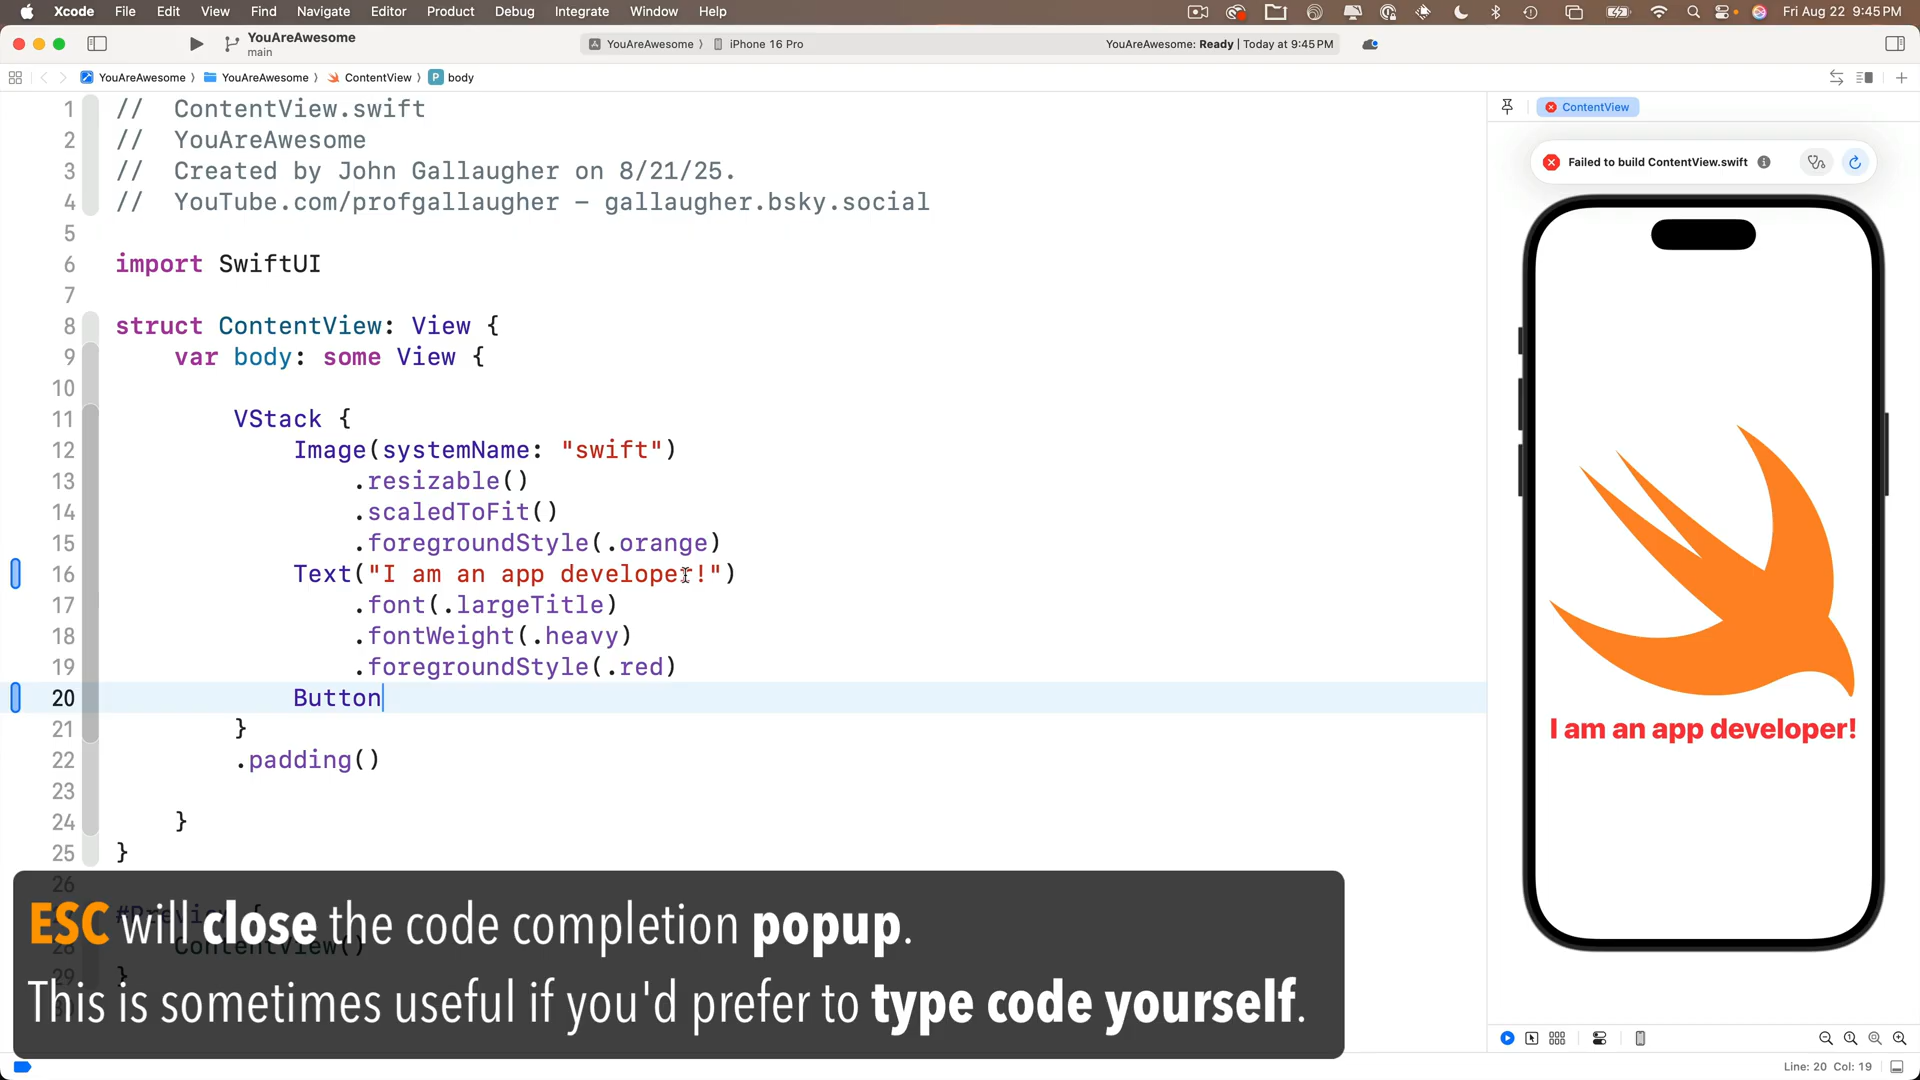 Xcode File Edit View Find Navigate Editor Product Debug Integrate Window Help Fri Aug 22 9:45 PM
YouAreAwesome
main
YouAreAwesome iPhone 16 Pro YouAreAwesome: Ready | Today at 9:45 PM
YouAreAwesome YouAreAwesome ContentView P body
1 // ContentView.swift
2 // YouAreAwesome
3 // Created by John Gallaugher on 8/21/25.
4 // YouTube.com/profgallaugher – gallaugher.bsky.social
5
6 import SwiftUI
7
8 struct ContentView: View {
9 var body: some View {
10
11 VStack {
12 Image(systemName: "swift")
13 .resizable()
14 .scaledToFit()
15 .foregroundStyle(.orange)
16 Text("I am an app developer!")
17 .font(.largeTitle)
18 .fontWeight(.heavy)
19 .foregroundStyle(.red)
20 Button
21 }
22 .padding()
23
24 }
25 }
26
#Preview {
28 ContentView()
29 }
ESC will close the code completion popup.
This is sometimes useful if you'd prefer to type code yourself.
ContentView
Failed to build ContentView.swift
I am an app developer!
Line: 20 Col: 19